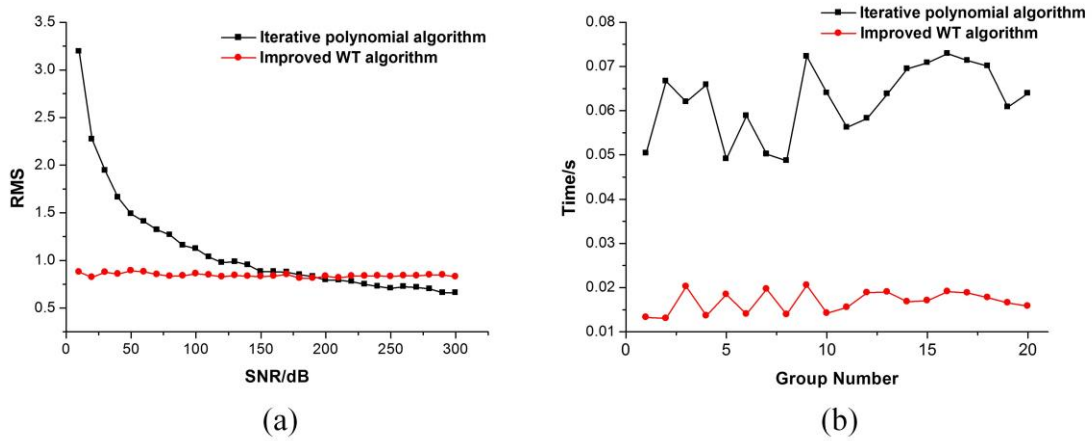 3.5
3.0
2.5
2.0
1.5
1.0
0.5
RMS
0
50
100
150
200
250
300
SNR/dB
Iterative polynomial algorithm
Improved WT algorithm
(a)
0.08
0.07
0.06
0.05
0.04
0.03
0.02
0.01
Time/s
0
5
10
15
20
Group Number
Iterative polynomial algorithm
Improved WT algorithm
(b)